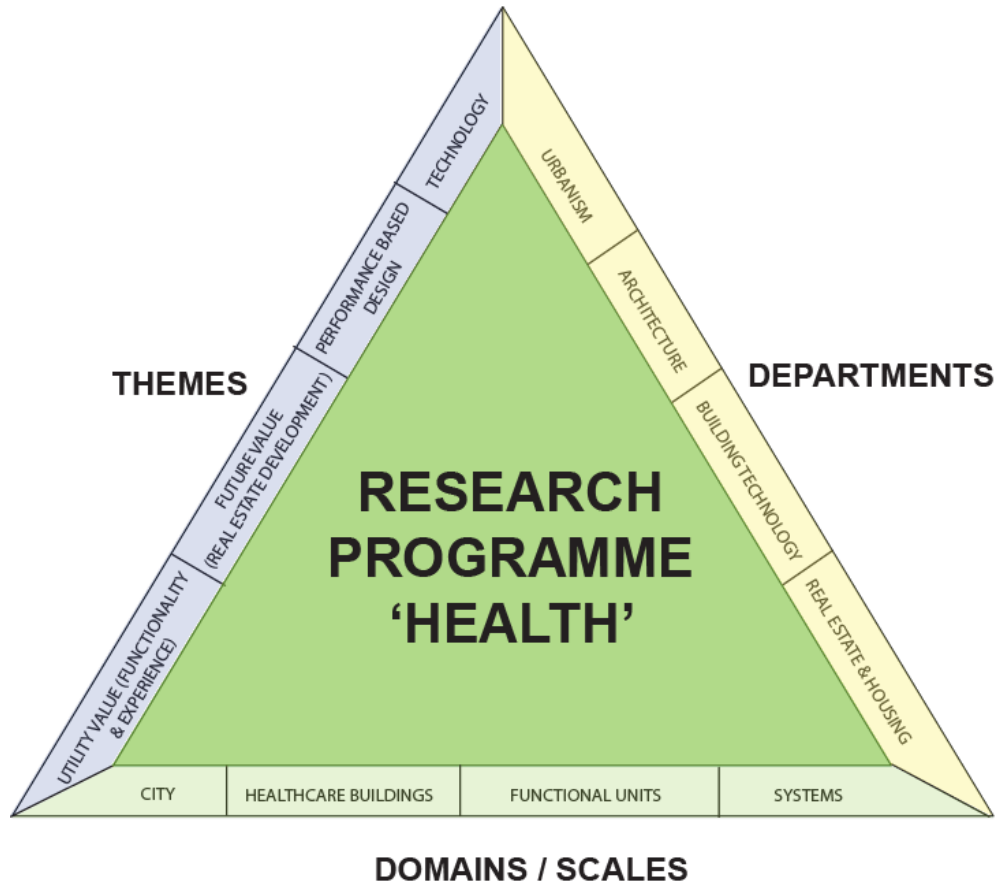 TECHNOLOGY
PERFORMANCE BASED
DESIGN
FUTURE VALUE
(REAL ESTATE DEVELOPMENT)
UTILITY VALUE (FUNCTIONALITY
& EXPERIENCE)
THEMES
URBANISM
ARCHITECTURE
BUILDING TECHNOLOGY
REAL ESTATE & HOUSING
DEPARTMENTS
RESEARCH
PROGRAMME
‘HEALTH’
CITY
HEALTHCARE BUILDINGS
FUNCTIONAL UNITS
SYSTEMS
DOMAINS / SCALES